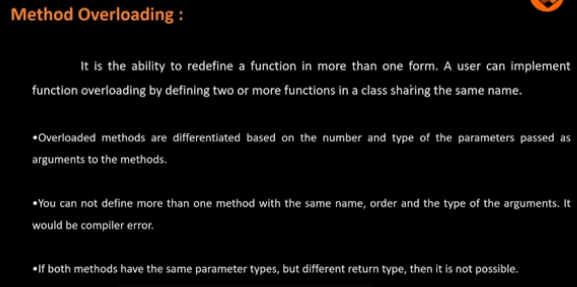 Method Overloading :
It is the ability to redefine a function in more than one form. A user can implement
function overloading by defining two or more functions in a class sharing the same name.
•Overloaded methods are differentiated based on the number and type of the parameters passed as
arguments to the methods.
•You can not define more than one method with the same name, order and the type of the arguments. It
would be compiler error.
•If both methods have the same parameter types, but different return type, then it is not possible.